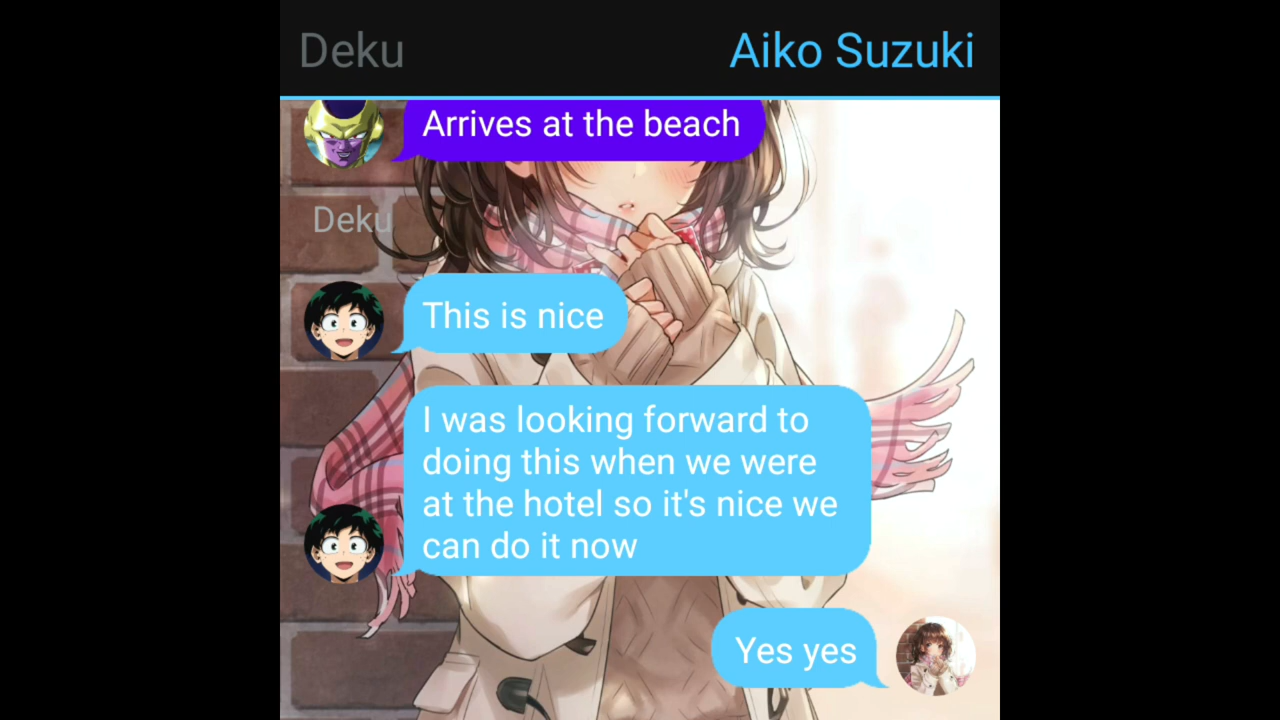 Deku
Aiko Suzuki
Arrives at the beach
Deku
This is nice
I was looking forward to
doing this when we were
at the hotel so it's nice we
can do it now
Yes yes